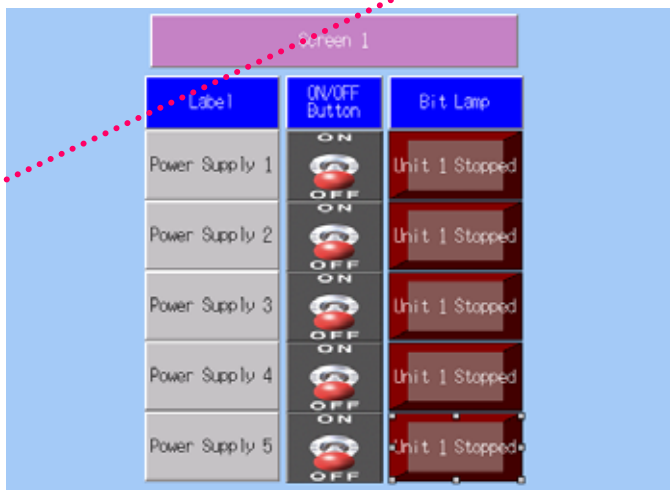 Screen 1
Label
ON/OFF
Button
Bit Lamp
Power Supply 1
ON
OFF
Unit 1 Stopped
Power Supply 2
ON
OFF
Unit 1 Stopped
Power Supply 3
ON
OFF
Unit 1 Stopped
Power Supply 4
ON
OFF
Unit 1 Stopped
Power Supply 5
ON
OFF
Unit 1 Stopped